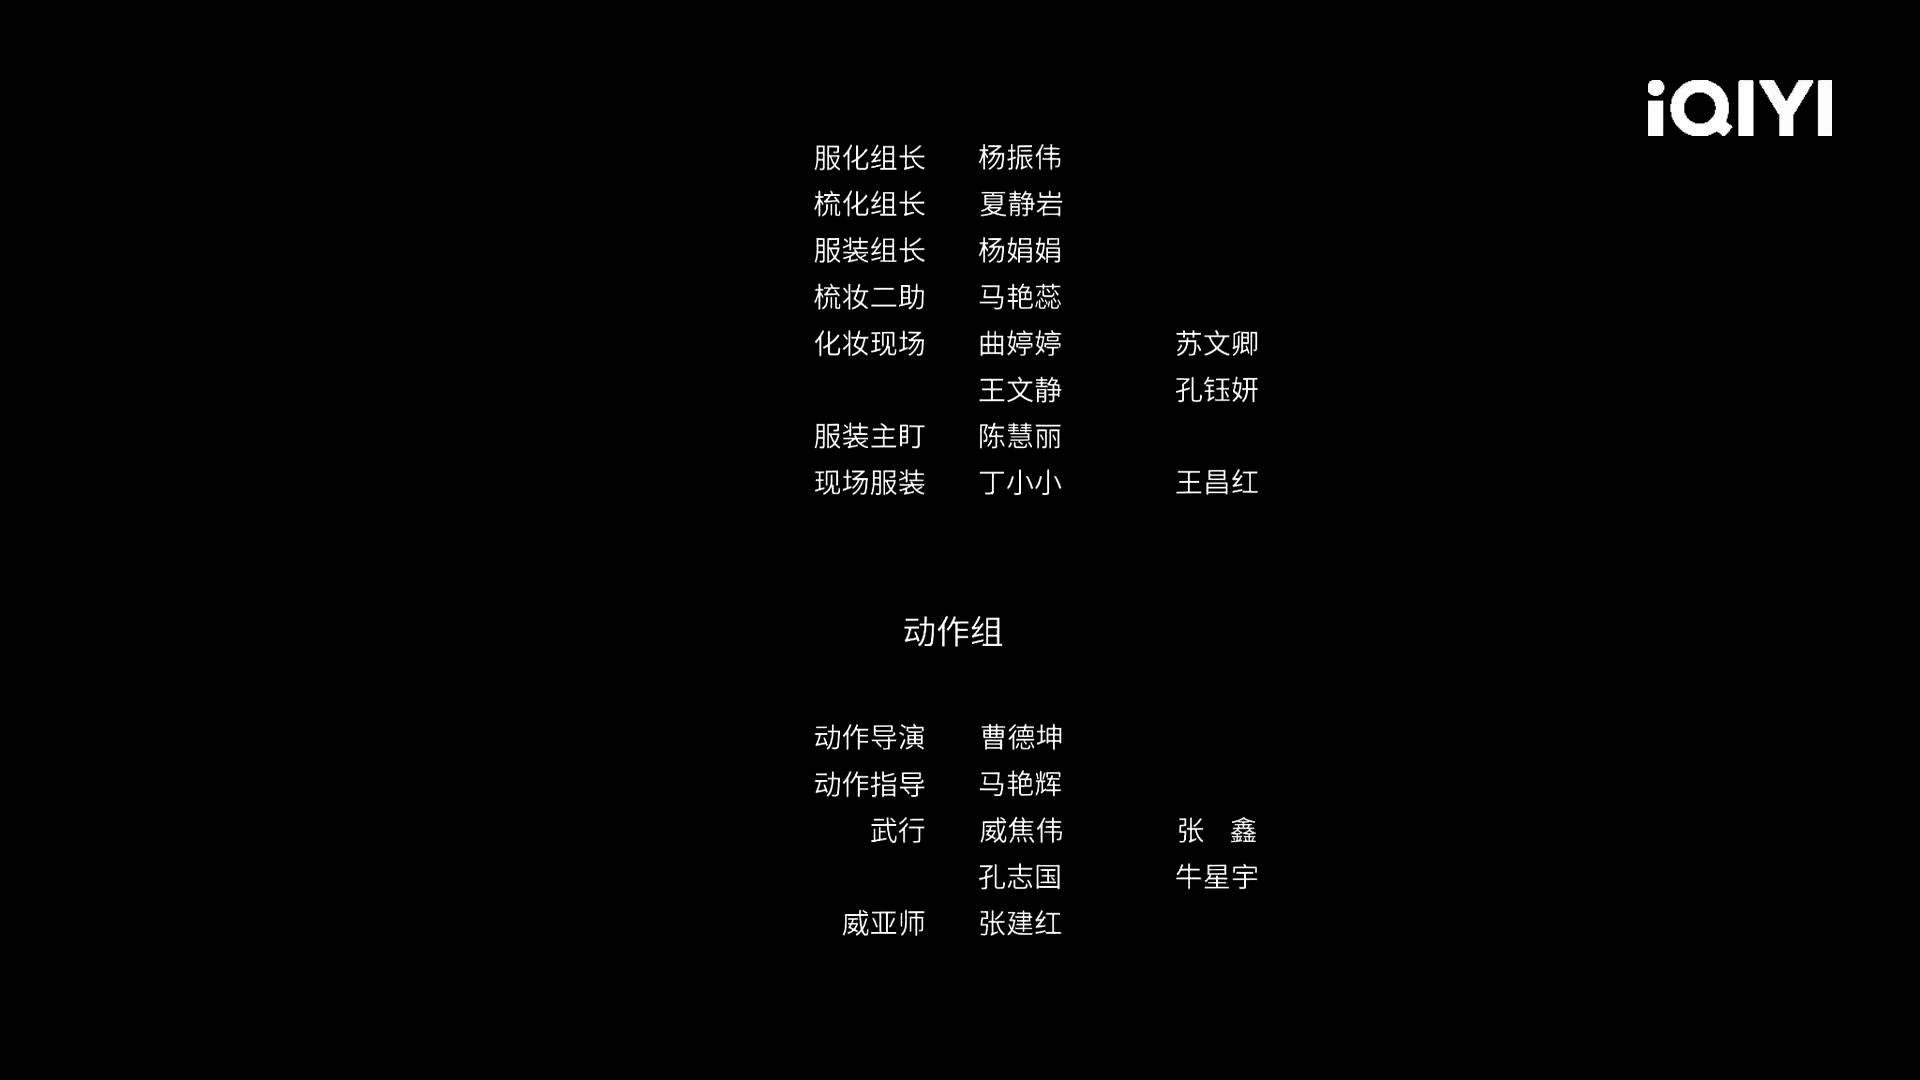 iQIYI
服化组长 杨振伟
梳化组长 夏静岩
服装组长 杨娟娟
梳妆二助 马艳蕊
化妆现场 曲婷婷 苏文卿
王文静 孔钰妍
服装主盯 陈慧丽
现场服装 丁小小 王昌红
动作组
动作导演 曹德坤
动作指导 马艳辉
武行 威焦伟 张 鑫
孔志国 牛星宇
威亚师 张建红